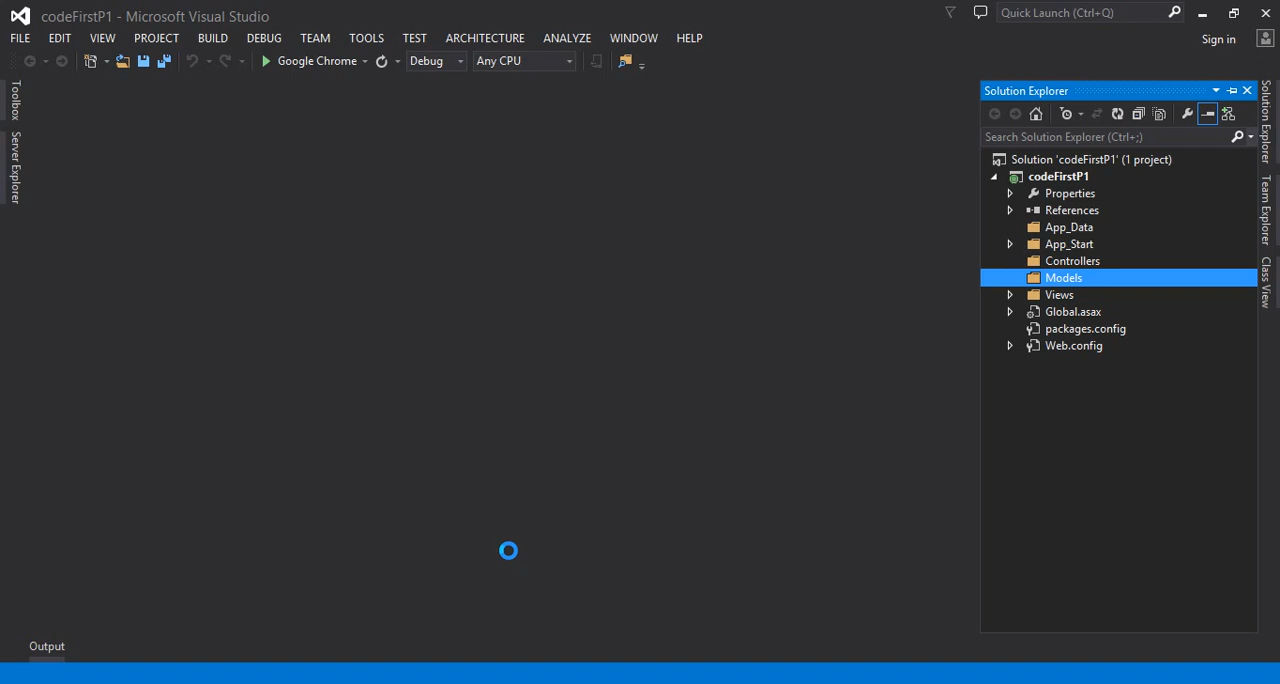 codeFirstP1 - Microsoft Visual Studio
Quick Launch (Ctrl+Q)
FILE EDIT VIEW PROJECT BUILD DEBUG TEAM TOOLS TEST ARCHITECTURE ANALYZE WINDOW HELP
Sign in
Google Chrome Debug Any CPU
Toolbox
Server Explorer
Solution Explorer
Search Solution Explorer (Ctrl+;)
Solution 'codeFirstP1' (1 project)
codeFirstP1
Properties
References
App_Data
App_Start
Controllers
Models
Views
Global.asax
packages.config
Web.config
Solution Explorer
Team Explorer
Class View
Output